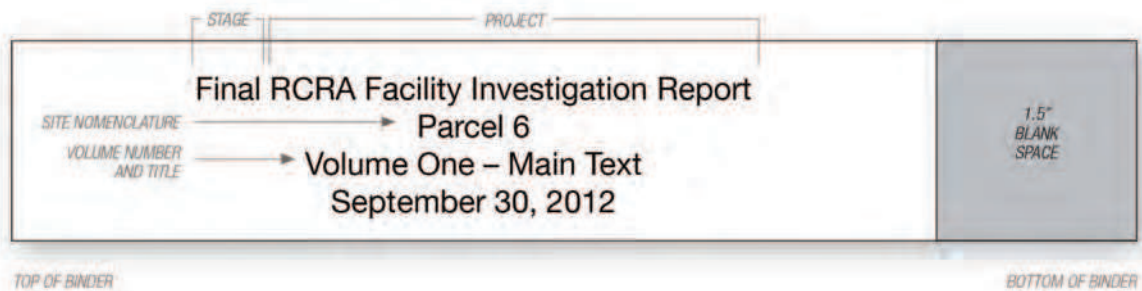 STAGE PROJECT
Final RCRA Facility Investigation Report
SITE NOMENCLATURE Parcel 6
VOLUME NUMBER
AND TITLE
Volume One – Main Text
September 30, 2012
1.5"
BLANK
SPACE
TOP OF BINDER BOTTOM OF BINDER